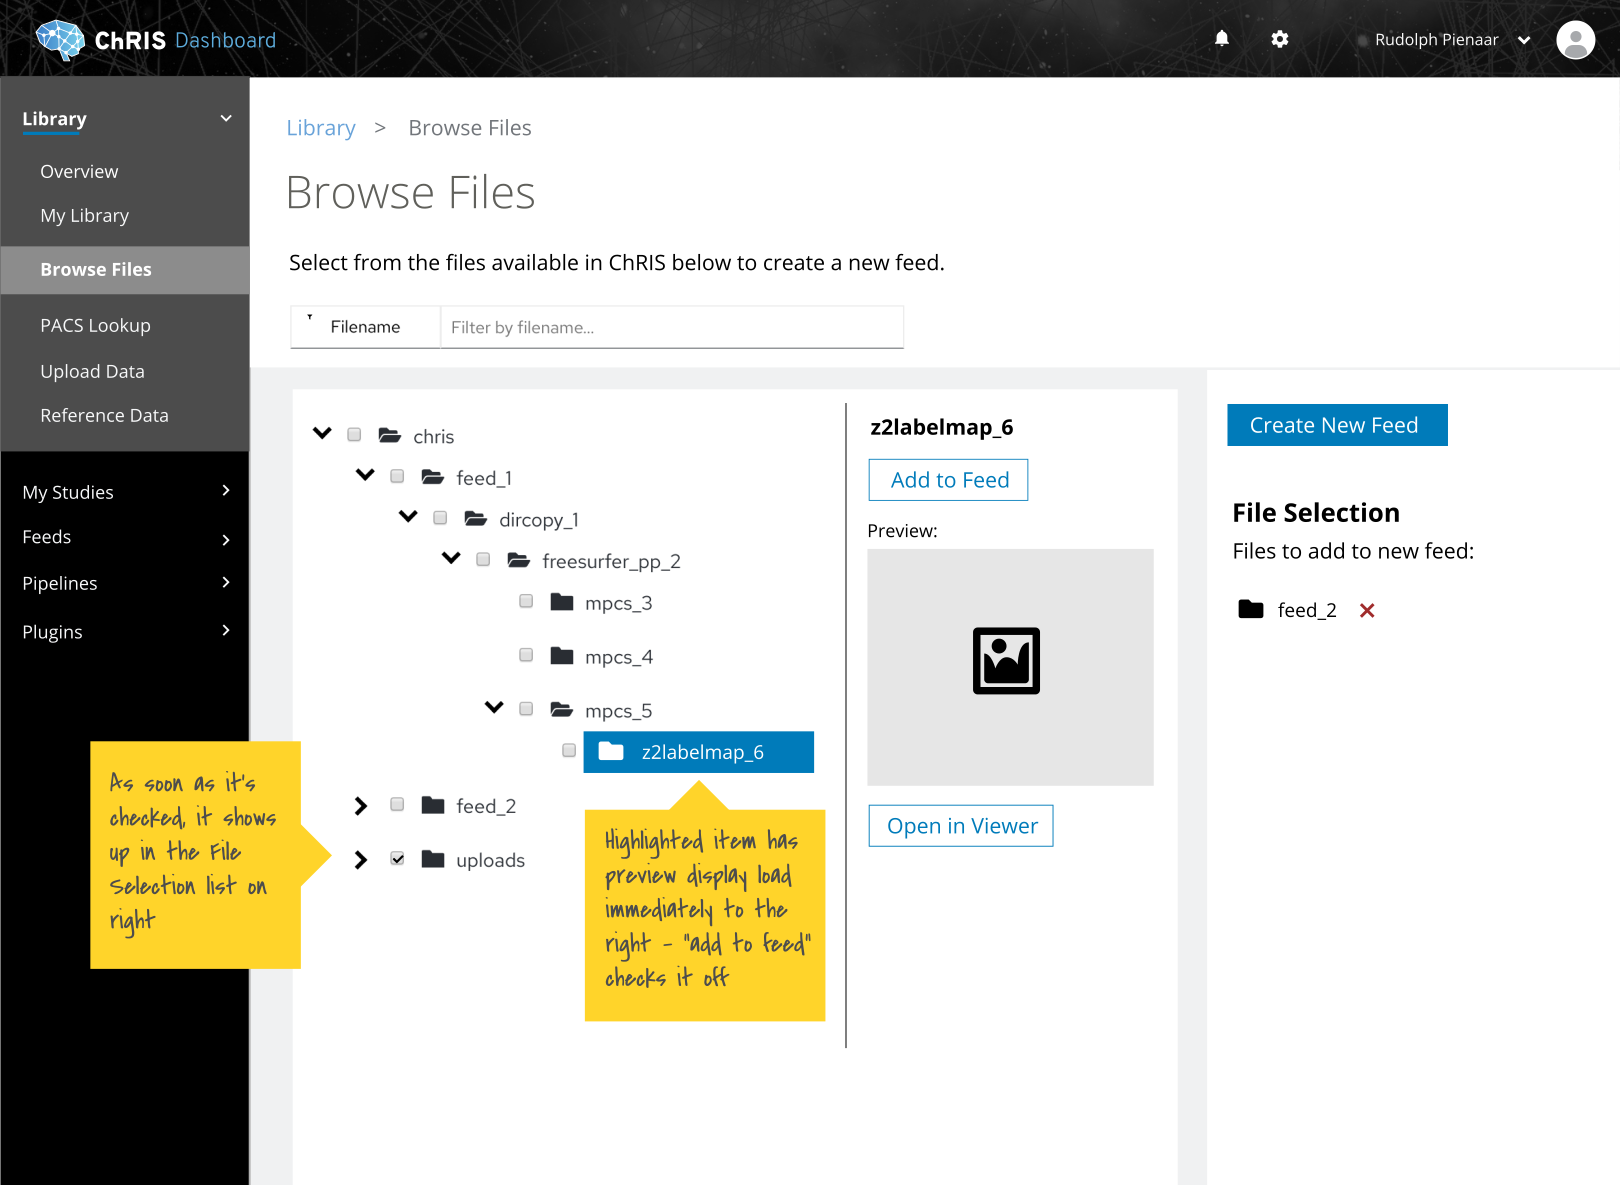 ChRIS Dashboard
Rudolph Pienaar
Library
Overview
My Library
Browse Files
PACS Lookup
Upload Data
Reference Data
My Studies
Feeds
Pipelines
Plugins
Library > Browse Files
Browse Files
Select from the files available in ChRIS below to create a new feed.
Filename
Filter by filename...
chris
feed_1
dircopy_1
freesurfer_pp_2
mpcs_3
mpcs_4
mpcs_5
z2labelmap_6
feed_2
uploads
As soon as it's
checked, it shows
up in the File
Selection list on
right
Highlighted item has
preview display load
immediately to the
right - "add to feed"
checks it off
z2labelmap_6
Add to Feed
Preview:
Open in Viewer
Create New Feed
File Selection
Files to add to new feed:
feed_2